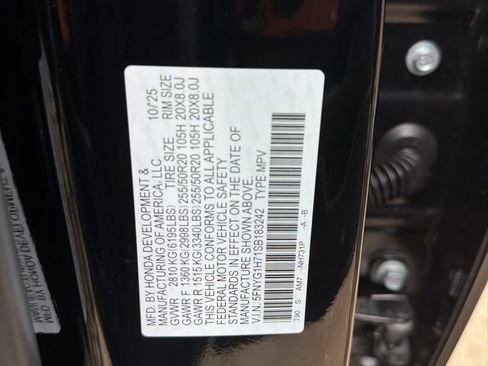 MFD. BY HONDA DEVELOPMENT & 10/25
MANUFACTURING OF AMERICA, LLC.
TIRE SIZE RIM SIZE
GVWR 2810 KG(6195LBS)
GAWR F 1360 KG(2998LBS) 255/50R20 105H 20X8.0J
GAWR R 1515 KG(3340LBS) 255/50R20 105H 20X8.0J
THIS VEHICLE CONFORMS TO ALL APPLICABLE
FEDERAL MOTOR VEHICLE SAFETY
STANDARDS IN EFFECT ON THE DATE OF
MANUFACTURE SHOWN ABOVE.
V.I.N.:5FNYG1H71SB183242 TYPE:MPV
T90 S AM7 -NH731P -A -B